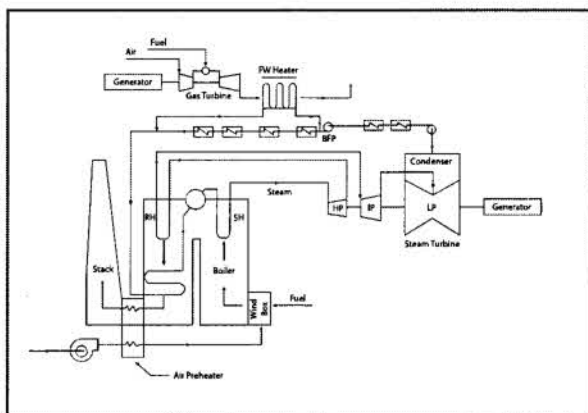 Fuel
Air
Generator
Gas Turbine
FW Heater
BFP
Condenser
Steam
RH
SH
HP
IP
LP
Generator
Steam Turbine
Stack
Boiler
Wind
Box
Fuel
Air Preheater